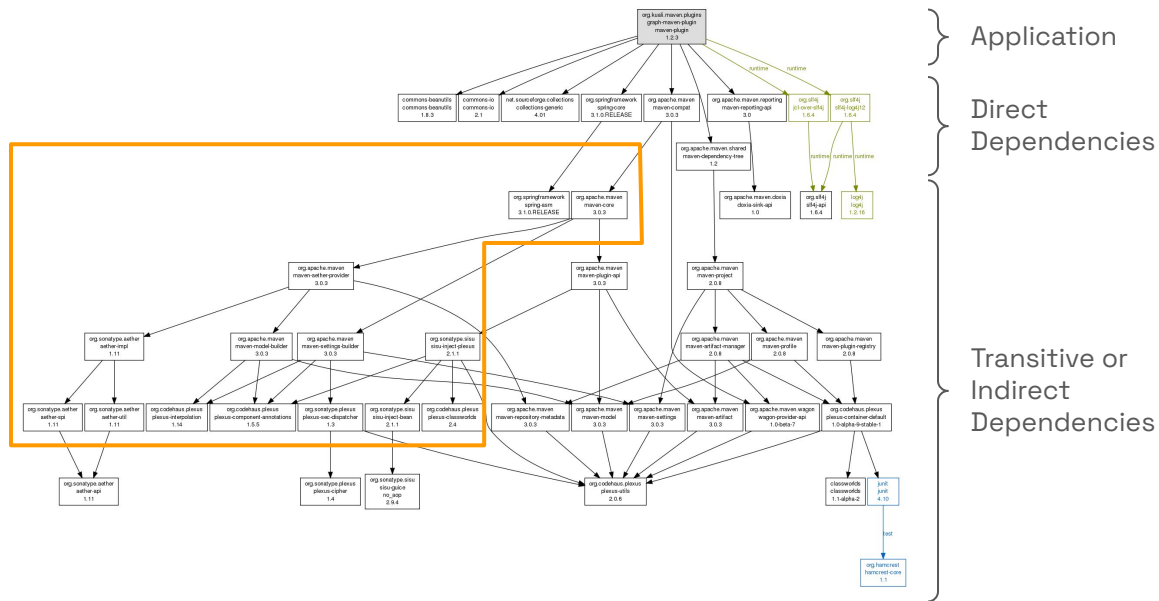 org.kuali.maven.plugins
graph-maven-plugin
maven-plugin
1.2.3
Application
runtime
runtime
commons-beanutils
commons-beanutils
1.8.3
commons-io
commons-io
2.1
net.sourceforge.collections
collections-generic
4.01
org.springframework
spring-core
3.1.0.RELEASE
org.apache.maven
maven-compat
3.0.3
org.apache.maven.reporting
maven-reporting-api
3.0
org.slf4j
jcl-over-slf4j
1.6.4
org.slf4j
slf4j-log4j12
1.6.4
Direct
Dependencies
org.apache.maven.shared
maven-dependency-tree
1.2
runtime
runtime
runtime
org.springframework
spring-asm
3.1.0.RELEASE
org.apache.maven
maven-core
3.0.3
org.apache.maven.doxia
doxia-sink-api
1.0
org.slf4j
slf4j-api
1.6.4
log4j
log4j
1.2.16
org.apache.maven
maven-aether-provider
3.0.3
org.apache.maven
maven-plugin-api
3.0.3
org.apache.maven
maven-project
2.0.8
org.sonatype.aether
aether-impl
1.11
org.apache.maven
maven-model-builder
3.0.3
org.apache.maven
maven-settings-builder
3.0.3
org.sonatype.sisu
sisu-inject-plexus
2.1.1
org.apache.maven
maven-artifact-manager
2.0.8
org.apache.maven
maven-profile
2.0.8
org.apache.maven
maven-plugin-registry
2.0.8
Transitive or
Indirect
Dependencies
org.sonatype.aether
aether-spi
1.11
org.sonatype.aether
aether-util
1.11
org.codehaus.plexus
plexus-interpolation
1.14
org.codehaus.plexus
plexus-component-annotations
1.5.5
org.sonatype.plexus
plexus-sec-dispatcher
1.3
org.sonatype.sisu
sisu-inject-bean
2.1.1
org.codehaus.plexus
plexus-classworlds
2.4
org.apache.maven
maven-repository-metadata
3.0.3
org.apache.maven
maven-model
3.0.3
org.apache.maven
maven-settings
3.0.3
org.apache.maven
maven-artifact
3.0.3
org.apache.maven.wagon
wagon-provider-api
1.0-beta-7
org.codehaus.plexus
plexus-container-default
1.0-alpha-9-stable-1
org.sonatype.aether
aether-api
1.11
org.sonatype.plexus
plexus-cipher
1.4
org.sonatype.sisu
sisu-guice
no_aop
2.9.4
org.codehaus.plexus
plexus-utils
2.0.6
classworlds
classworlds
1.1-alpha-2
junit
junit
4.10
test
org.hamcrest
hamcrest-core
1.1